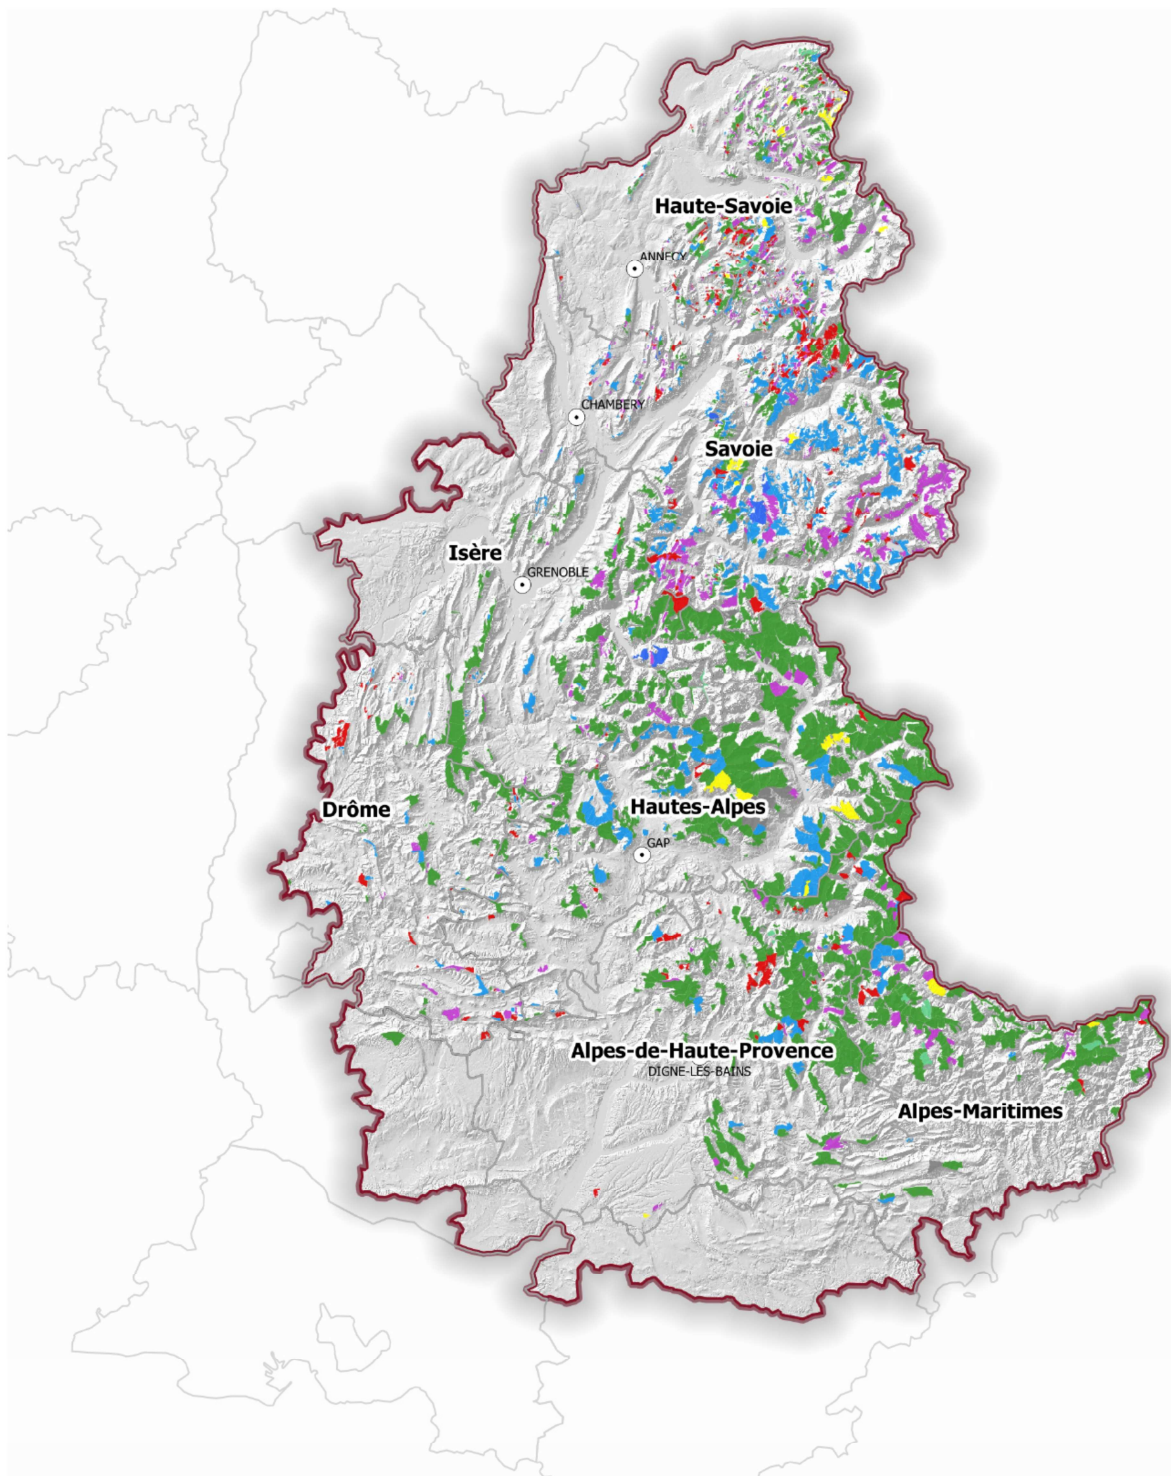 Haute-Savoie
ANNECY
CHAMBERY
Savoie
Isère
GRENOBLE
Drôme
Hautes-Alpes
GAP
Alpes-de-Haute-Provence
DIGNE-LES-BAINS
Alpes-Maritimes